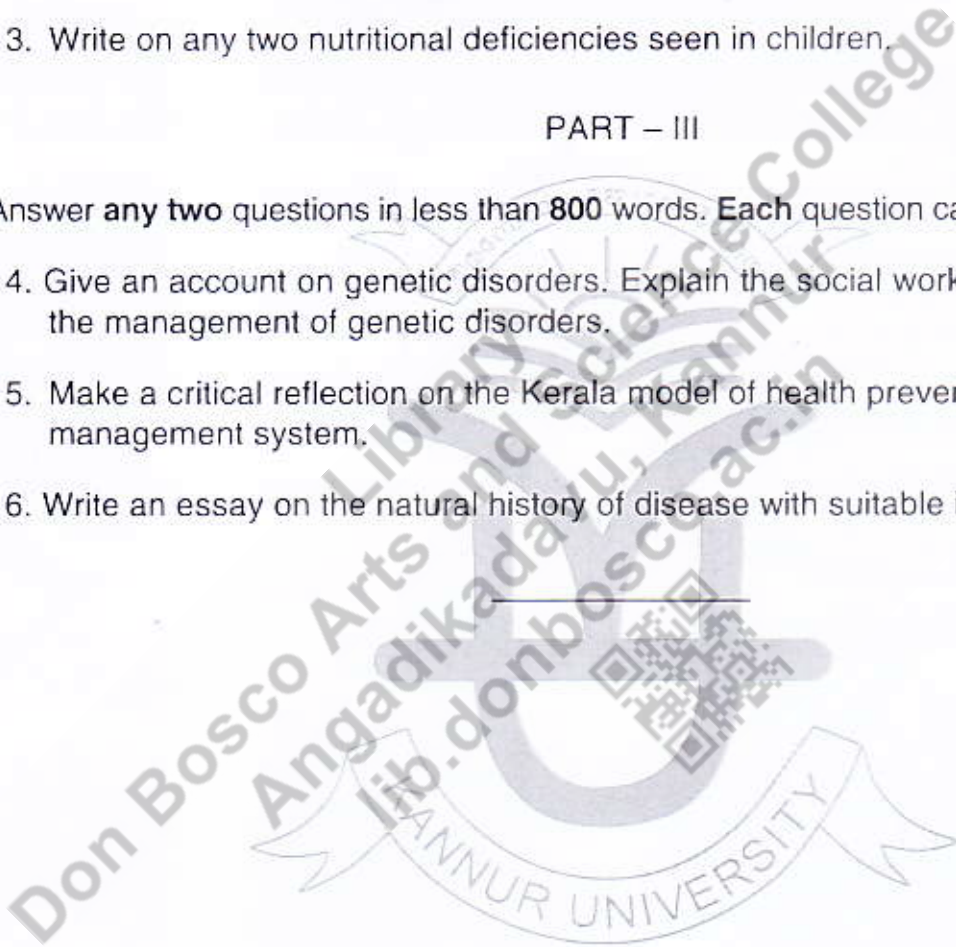 3. Write on any two nutritional deficiencies seen in children.
PART – III
Answer any two questions in less than 800 words. Each question ca
4. Give an account on genetic disorders. Explain the social work
the management of genetic disorders.
5. Make a critical reflection on the Kerala model of health preve
management system.
6. Write an essay on the natural history of disease with suitable i
Don Bosco Arts and Science College
Angadikadavu, Kannur
Library
lib.donbosco.ac.in
KANNUR UNIVERSITY